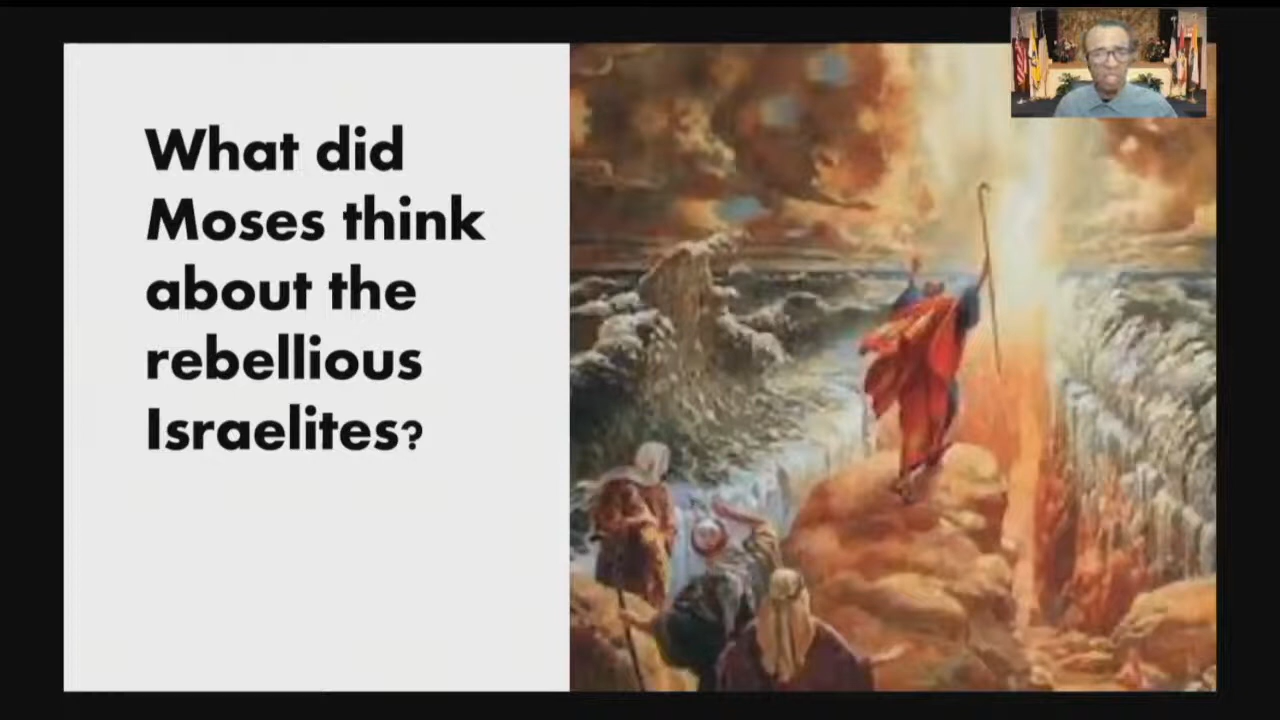 What did
Moses think
about the
rebellious
Israelites?